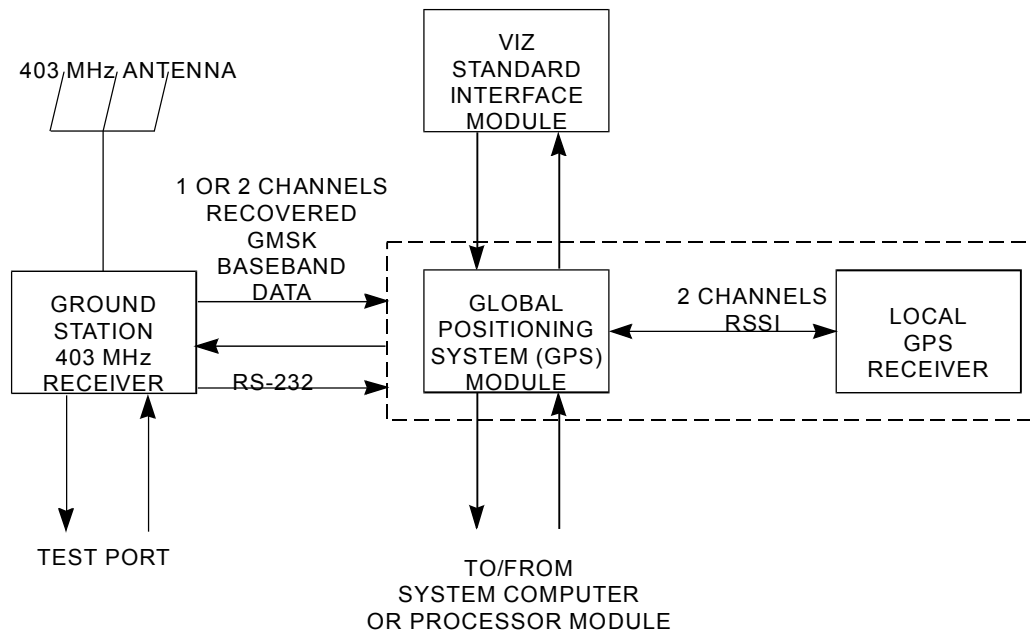 403 MHz ANTENNA
VIZ
STANDARD
INTERFACE
MODULE
1 OR 2 CHANNELS
RECOVERED
GMSK
BASEBAND
DATA
GROUND
STATION
403 MHz
RECEIVER
RS-232
GLOBAL
POSITIONING
SYSTEM (GPS)
MODULE
2 CHANNELS
RSSI
LOCAL
GPS
RECEIVER
TEST PORT
TO/FROM
SYSTEM COMPUTER
OR PROCESSOR MODULE